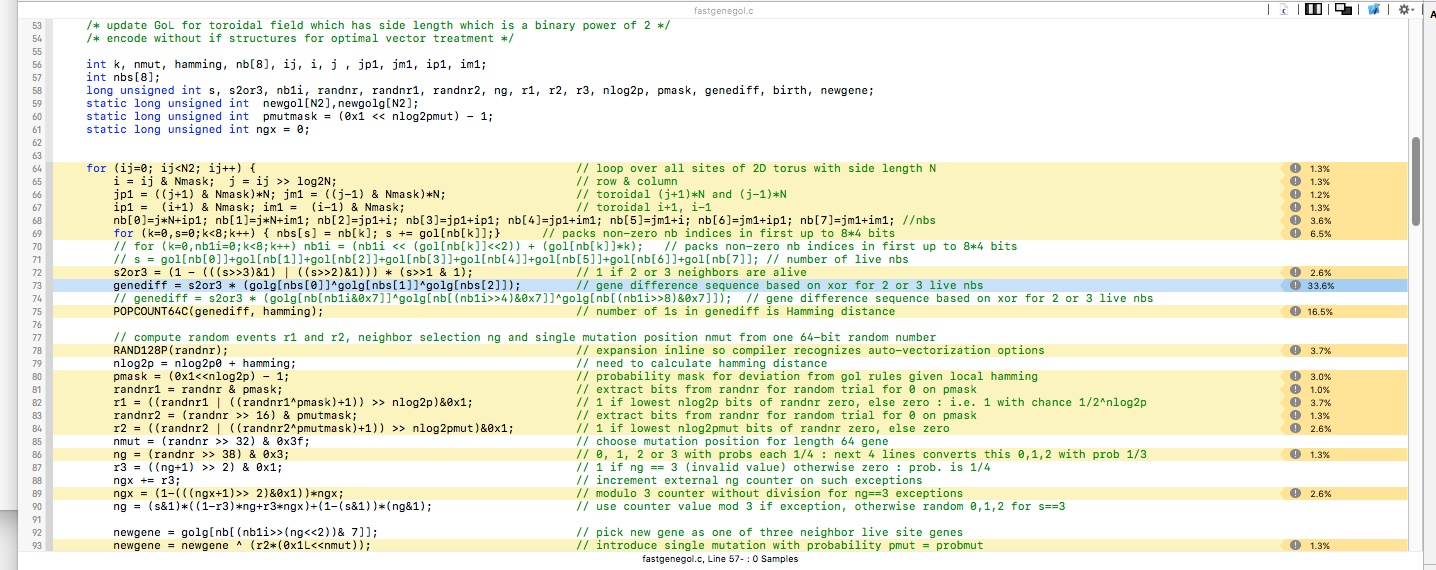 fastgenegol.c
53 /* update GoL for toroidal field which has side length which is a binary power of 2 */
54 /* encode without if structures for optimal vector treatment */
55
56 int k, nmut, hamming, nb[8], ij, i, j , jp1, jm1, ip1, im1;
57 int nbs[8];
58 long unsigned int s, s2or3, nb1i, randnr, randnr1, randnr2, ng, r1, r2, r3, nlog2p, pmask, genediff, birth, newgene;
59 static long unsigned int  newgol[N2],newgolg[N2];
60 static long unsigned int  pmutmask = (0x1 << nlog2pmut) - 1;
61 static long unsigned int ngx = 0;
62
63
64 for (ij=0; ij<N2; ij++) { // loop over all sites of 2D torus with side length N 1.3%
65 i = ij & Nmask;  j = ij >> log2N; // row & column 1.3%
66 jp1 = ((j+1) & Nmask)*N; jm1 = ((j-1) & Nmask)*N; // toroidal (j+1)*N and (j-1)*N 1.2%
67 ip1 =  (i+1) & Nmask; im1 =  (i-1) & Nmask; // toroidal i+1, i-1 1.3%
68 nb[0]=j*N+ip1; nb[1]=j*N+im1; nb[2]=jp1+i; nb[3]=jp1+ip1; nb[4]=jp1+im1; nb[5]=jm1+i; nb[6]=jm1+ip1; nb[7]=jm1+im1; //nbs 3.6%
69 for (k=0,s=0;k<8;k++) { nbs[s] = nb[k]; s += gol[nb[k]];} // packs non-zero nb indices in first up to 8*4 bits 6.5%
70 // for (k=0,nb1i=0;k<8;k++) nb1i = (nb1i << (gol[nb[k]]<<2)) + (gol[nb[k]]*k);   // packs non-zero nb indices in first up to 8*4 bits
71 // s = gol[nb[0]]+gol[nb[1]]+gol[nb[2]]+gol[nb[3]]+gol[nb[4]]+gol[nb[5]]+gol[nb[6]]+gol[nb[7]]; // number of live nbs
72 s2or3 = (1 - (((s>>3)&1) | ((s>>2)&1))) * (s>>1 & 1); // 1 if 2 or 3 neighbors are alive 2.6%
73 genediff = s2or3 * (golg[nbs[0]]^golg[nbs[1]]^golg[nbs[2]]); // gene difference sequence based on xor for 2 or 3 live nbs 33.6%
74 // genediff = s2or3 * (golg[nb[nb1i&0x7]]^golg[nb[(nb1i>>4)&0x7]]^golg[nb[(nb1i>>8)&0x7]]);  // gene difference sequence based on xor for 2 or 3 live nbs
75 POPCOUNT64C(genediff, hamming); // number of 1s in genediff is Hamming distance 16.5%
76
77 // compute random events r1 and r2, neighbor selection ng and single mutation position nmut from one 64-bit random number
78 RAND128P(randnr); // expansion inline so compiler recognizes auto-vectorization options 3.7%
79 nlog2p = nlog2p0 + hamming; // need to calculate hamming distance
80 pmask = (0x1<<nlog2p) - 1; // probability mask for deviation from gol rules given local hamming 3.0%
81 randnr1 = randnr & pmask; // extract bits from randnr for random trial for 0 on pmask 1.0%
82 r1 = ((randnr1 | ((randnr1^pmask)+1)) >> nlog2p)&0x1; // 1 if lowest nlog2p bits of randnr zero, else zero : i.e. 1 with chance 1/2^nlog2p 3.7%
83 randnr2 = (randnr >> 16) & pmutmask; // extract bits from randnr for random trial for 0 on pmask 1.3%
84 r2 = ((randnr2 | ((randnr2^pmutmask)+1)) >> nlog2pmut)&0x1; // 1 if lowest nlog2pmut bits of randnr zero, else zero 2.6%
85 nmut = (randnr >> 32) & 0x3f; // choose mutation position for length 64 gene
86 ng = (randnr >> 38) & 0x3; // 0, 1, 2 or 3 with probs each 1/4 : next 4 lines converts this 0,1,2 with prob 1/3 1.3%
87 r3 = ((ng+1) >> 2) & 0x1; // 1 if ng == 3 (invalid value) otherwise zero : prob. is 1/4
88 ngx += r3; // increment external ng counter on such exceptions
89 ngx = (1-(((ngx+1)>> 2)&0x1))*ngx; // modulo 3 counter without division for ng==3 exceptions 2.6%
90 ng = (s&1)*((1-r3)*ng+r3*ngx)+(1-(s&1))*(ng&1); // use counter value mod 3 if exception, otherwise random 0,1,2 for s==3
91
92 newgene = golg[nb[(nb1i>>(ng<<2))& 7]]; // pick new gene as one of three neighbor live site genes
93 newgene = newgene ^ (r2*(0x1L<<nmut)); // introduce single mutation with probability pmut = probmut 1.3%
fastgenegol.c, Line 57- : 0 Samples